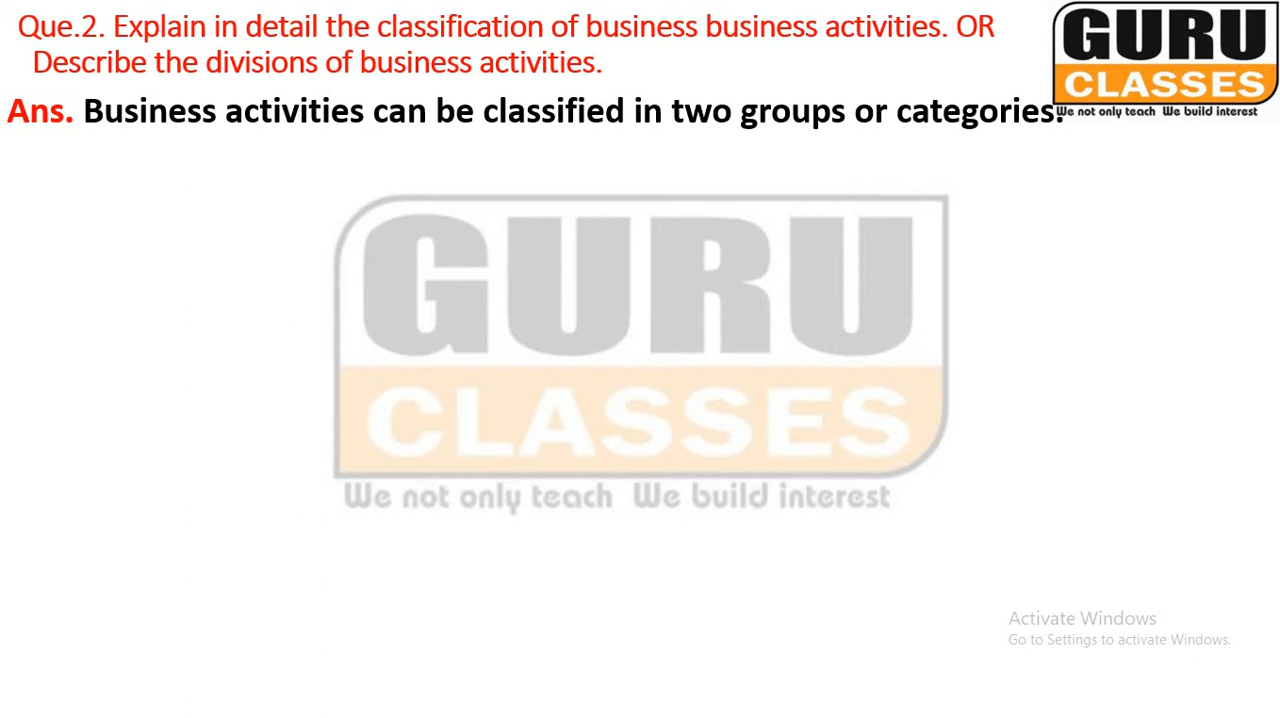 Que.2. Explain in detail the classification of business business activities. OR
Describe the divisions of business activities.
Ans. Business activities can be classified in two groups or categories.
GURU
CLASSES
We not only teach We build interest
GURU
CLASSES
We not only teach We build interest
Activate Windows
Go to Settings to activate Windows.